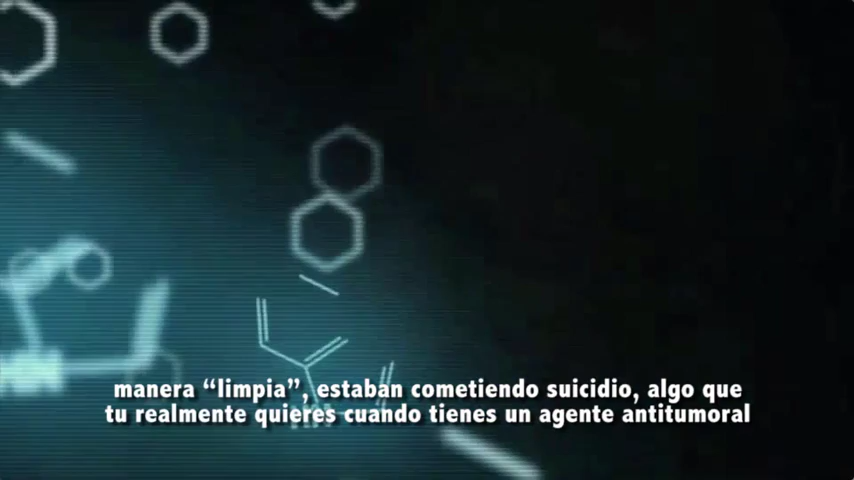 manera “limpia”, estaban cometiendo suicidio, algo que
tu realmente quieres cuando tienes un agente antitumoral